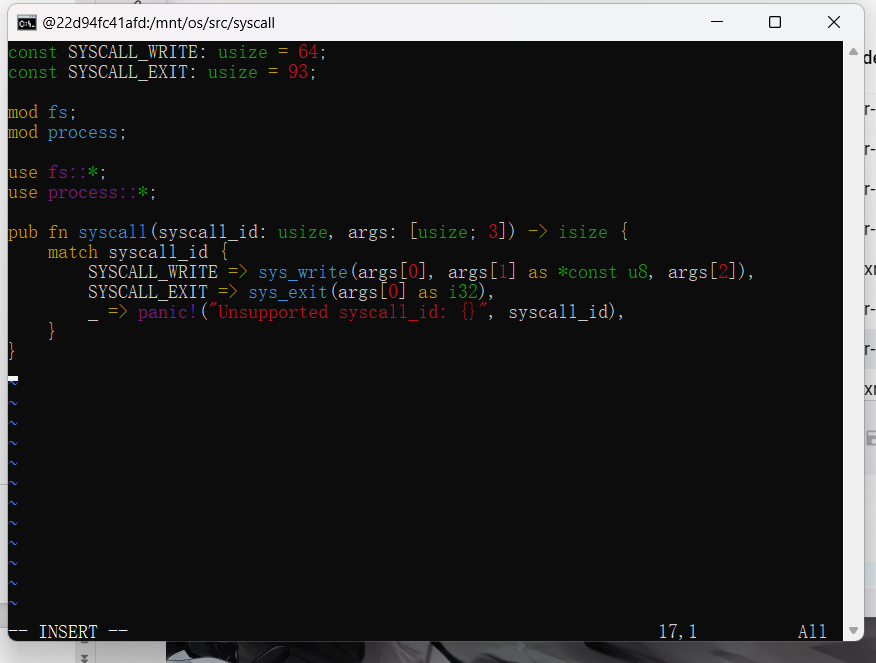 @22d94fc41afd:/mnt/os/src/syscall
const SYSCALL_WRITE: usize = 64;
const SYSCALL_EXIT: usize = 93;
mod fs;
mod process;
use fs::*;
use process::*;
pub fn syscall(syscall_id: usize, args: [usize; 3]) -> isize {
    match syscall_id {
        SYSCALL_WRITE => sys_write(args[0], args[1] as *const u8, args[2]),
        SYSCALL_EXIT => sys_exit(args[0] as i32),
        _ => panic!("Unsupported syscall_id: {}", syscall_id),
    }
}
~
~
~
~
~
~
~
~
~
~
~
~
-- INSERT -- 17,1 All